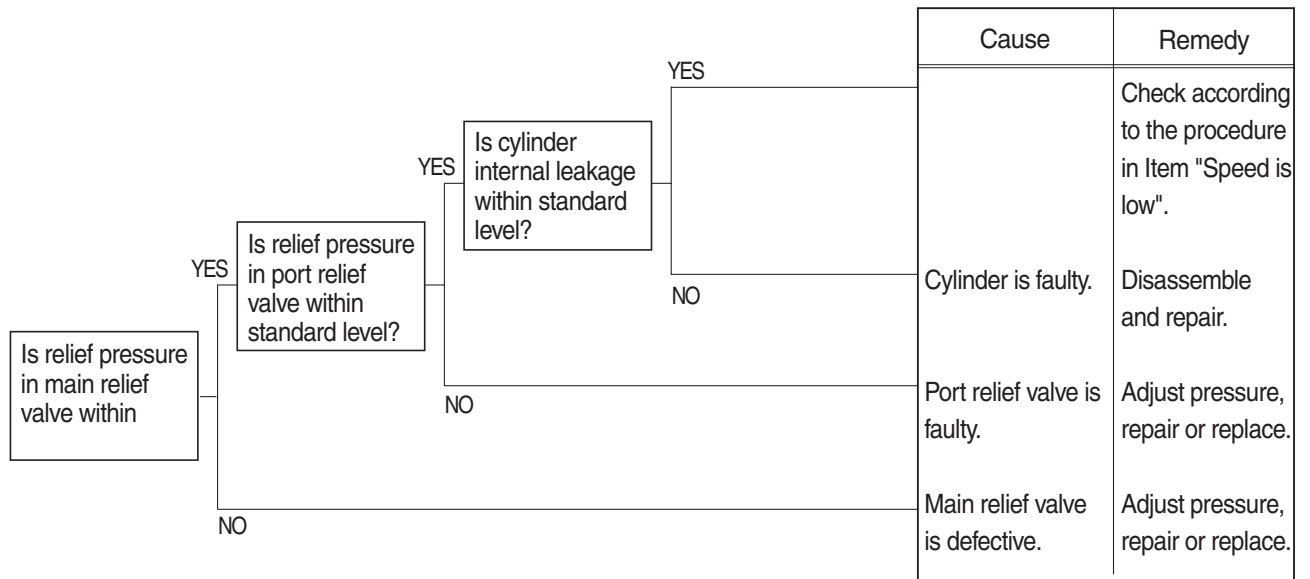 Cause
Remedy
YES
Check according
to the procedure
in Item "Speed is
low".
YES
Is cylinder
internal leakage
within standard
level?
YES
Is relief pressure
in port relief
valve within
standard level?
NO
Cylinder is faulty.
Disassemble
and repair.
Is relief pressure
in main relief
valve within
NO
Port relief valve is
faulty.
Adjust pressure,
repair or replace.
NO
Main relief valve
is defective.
Adjust pressure,
repair or replace.